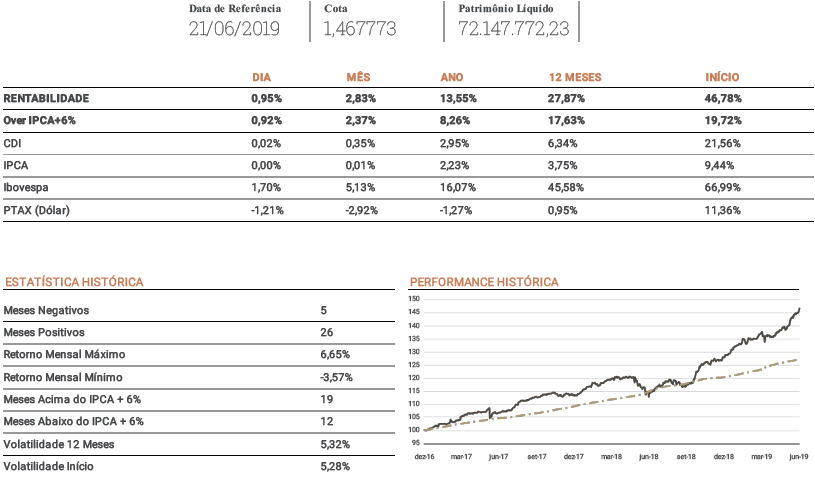 Data de Referência Cota Patrimônio Líquido
21/06/2019 1,467773 72.147.772,23
DIA MÊS ANO 12 MESES INÍCIO
RENTABILIDADE 0,95% 2,83% 13,55% 27,87% 46,78%
Over IPCA+6% 0,92% 2,37% 8,26% 17,63% 19,72%
CDI 0,02% 0,35% 2,95% 6,34% 21,56%
IPCA 0,00% 0,01% 2,23% 3,75% 9,44%
Ibovespa 1,70% 5,13% 16,07% 45,58% 66,99%
PTAX (Dólar) -1,21% -2,92% -1,27% 0,95% 11,36%
ESTATÍSTICA HISTÓRICA
Meses Negativos 5
Meses Positivos 26
Retorno Mensal Máximo 6,65%
Retorno Mensal Mínimo -3,57%
Meses Acima do IPCA + 6% 19
Meses Abaixo do IPCA + 6% 12
Volatilidade 12 Meses 5,32%
Volatilidade Início 5,28%
PERFORMANCE HISTÓRICA
150
145
140
135
130
125
120
115
110
105
100
95
dez-16 mar-17 jun-17 set-17 dez-17 mar-18 jun-18 set-18 dez-18 mar-19 jun-19